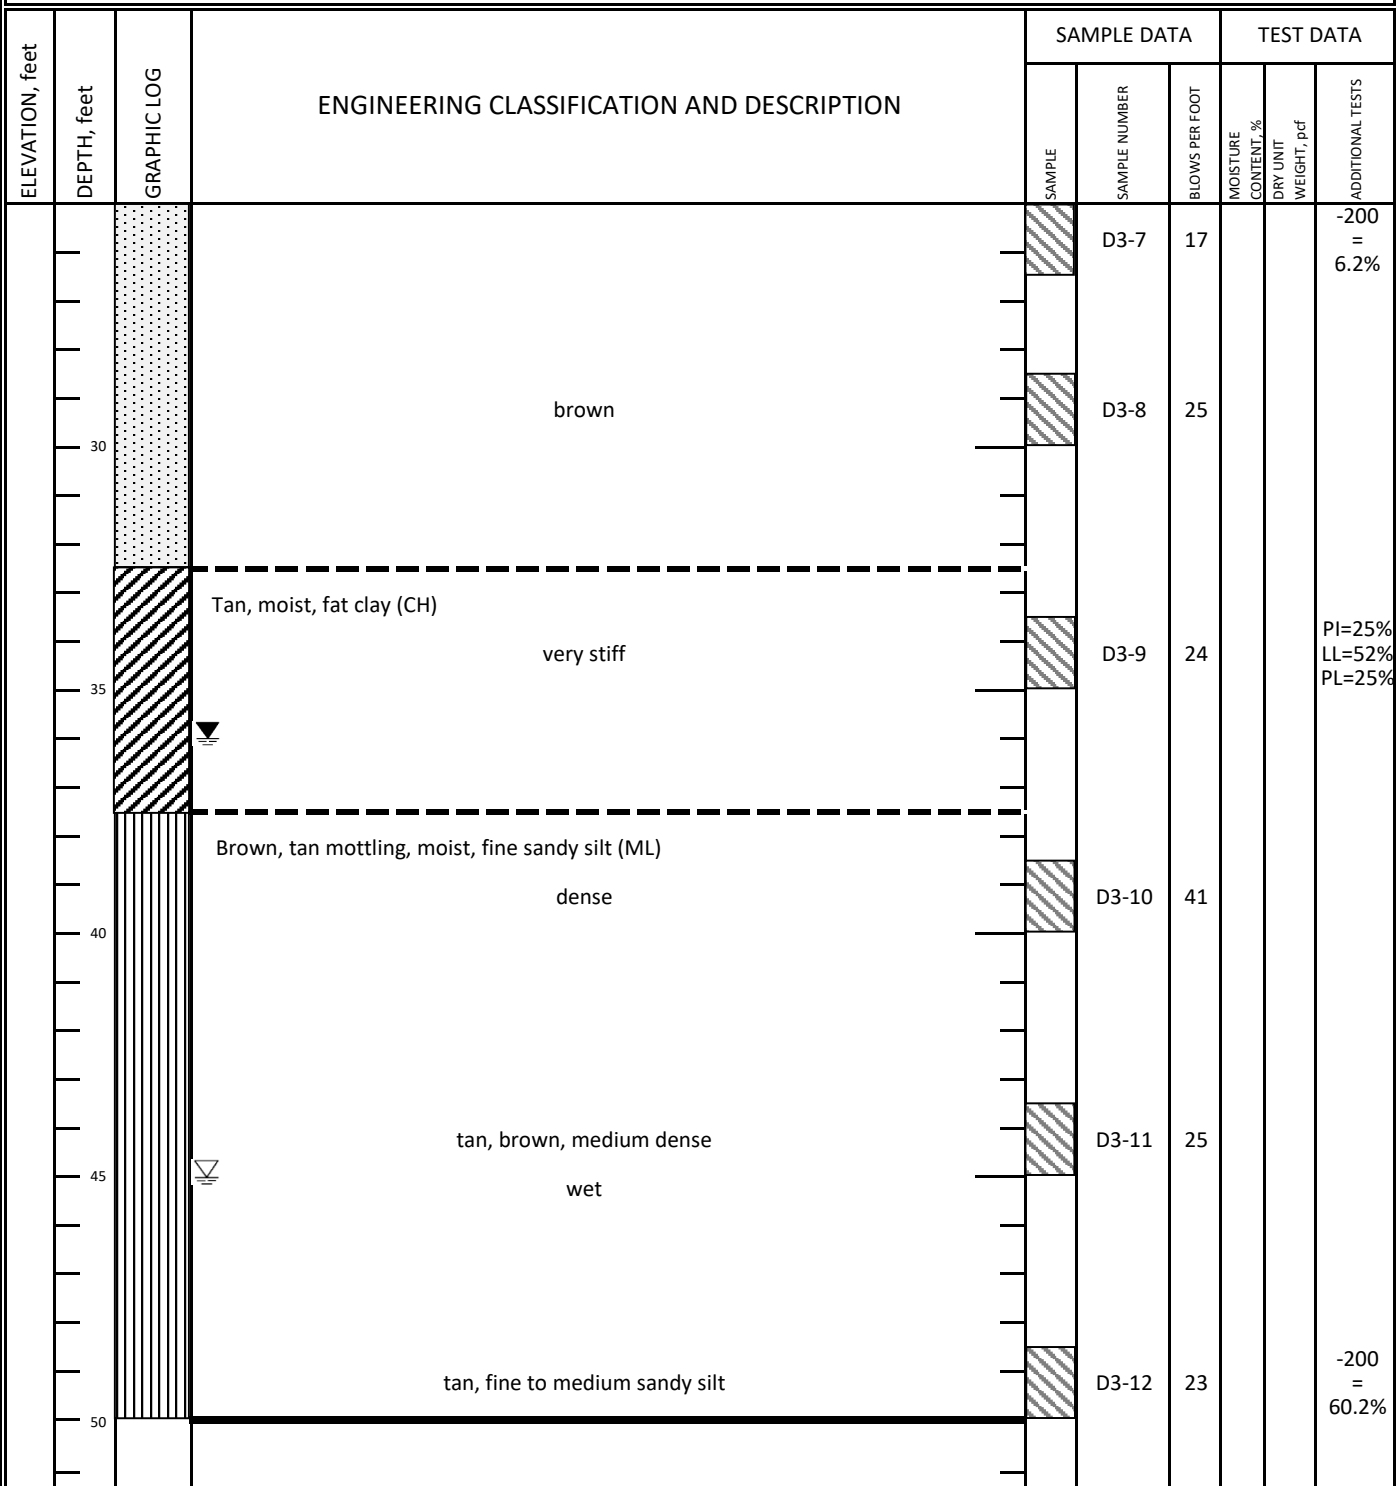 ELEVATION, feet
DEPTH, feet
GRAPHIC LOG
ENGINEERING CLASSIFICATION AND DESCRIPTION
SAMPLE DATA
TEST DATA
SAMPLE
SAMPLE NUMBER
BLOWS PER FOOT
MOISTURE
CONTENT, %
DRY UNIT
WEIGHT, pcf
ADDITIONAL TESTS
D3-7 17
-200
=
6.2%
brown D3-8 25
30
Tan, moist, fat clay (CH)
very stiff D3-9 24
PI=25%
LL=52%
PL=25%
35
Brown, tan mottling, moist, fine sandy silt (ML)
dense D3-10 41
40
tan, brown, medium dense D3-11 25
45
wet
tan, fine to medium sandy silt D3-12 23
-200
=
60.2%
50